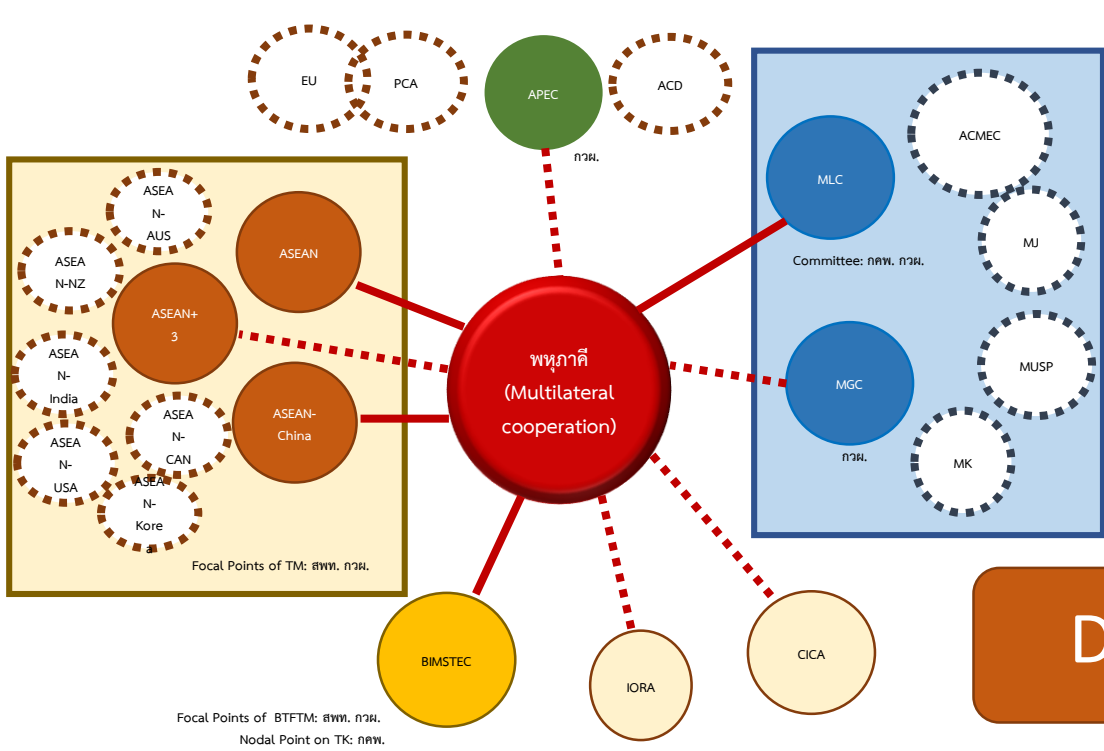 EU
PCA
APEC
ACD
กวผ.
ASEA
N-
AUS
ASEAN
ASEA
N-NZ
ASEAN+
3
ASEA
N-
India
ASEA
N-
CAN
ASEAN-
China
ASEA
N-
USA
ASEA
N-
Kore
a
Focal Points of TM: สพท. กวผ.
พหุภาคี
(Multilateral
cooperation)
MLC
ACMEC
MJ
Committee: กคพ. กวผ.
MGC
MUSP
กวผ.
MK
BIMSTEC
IORA
CICA
D
Focal Points of  BTFTM: สพท. กวผ.
Nodal Point on TK: กคพ.